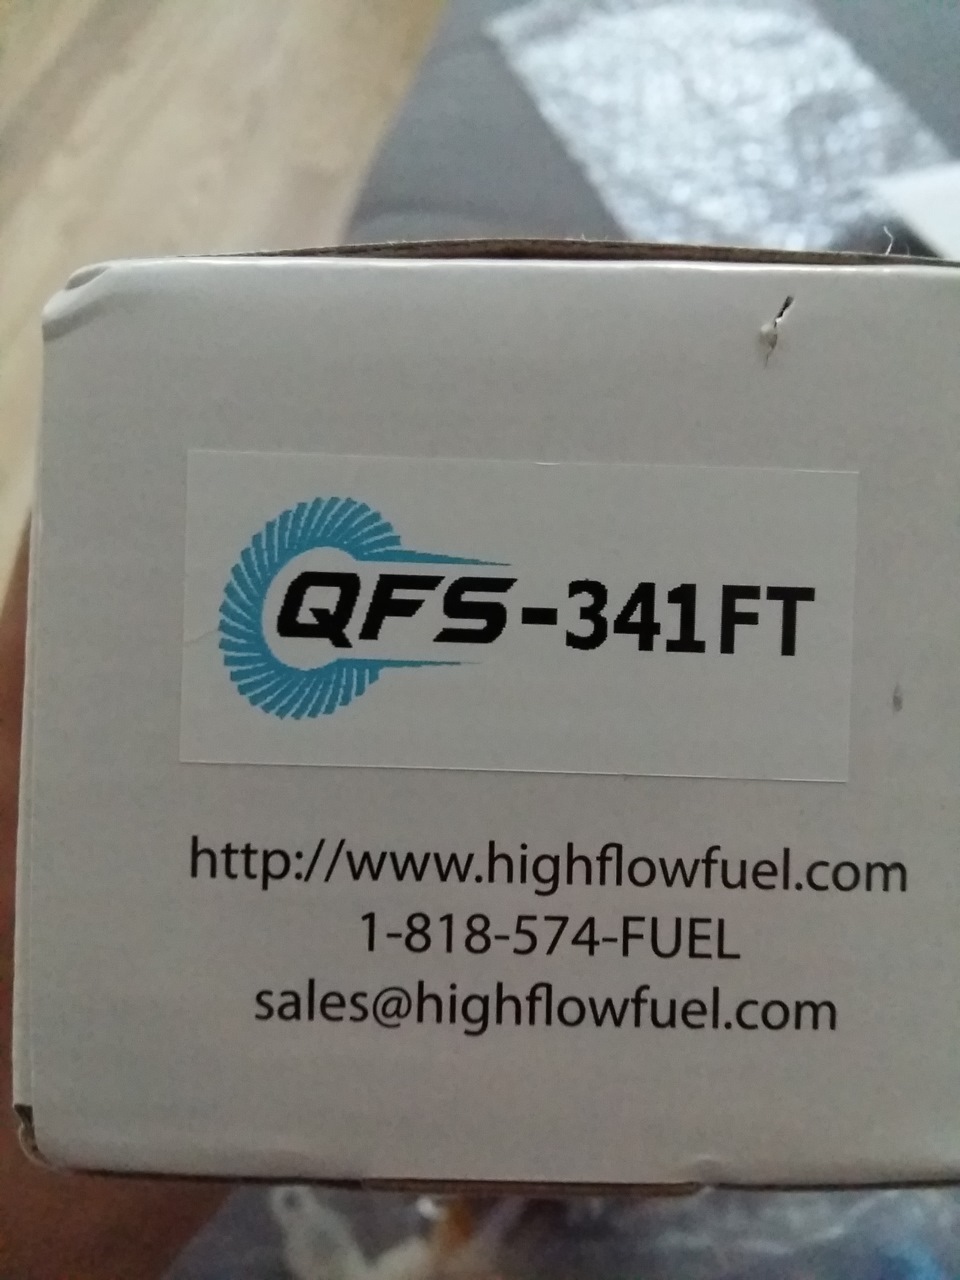 QFS-341FT
http://www.highflowfuel.com
1-818-574-FUEL
sales@highflowfuel.com